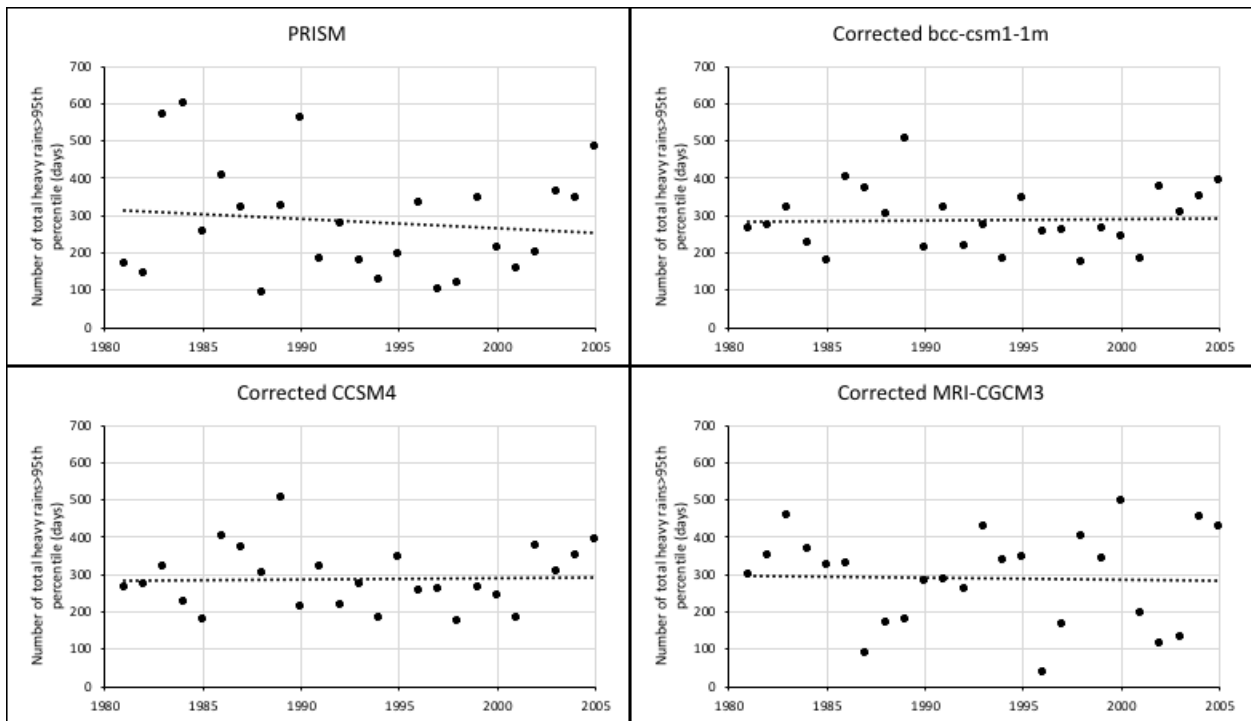 PRISM
Number of total heavy rains>95th
percentile (days)
700
600
500
400
300
200
100
0
1980 1985 1990 1995 2000 2005
Corrected bcc-csm1-1m
Number of total heavy rains>95th
percentile (days)
700
600
500
400
300
200
100
0
1980 1985 1990 1995 2000 2005
Corrected CCSM4
Number of total heavy rains>95th
percentile (days)
700
600
500
400
300
200
100
0
1980 1985 1990 1995 2000 2005
Corrected MRI-CGCM3
Number of total heavy rains>95th
percentile (days)
700
600
500
400
300
200
100
0
1980 1985 1990 1995 2000 2005